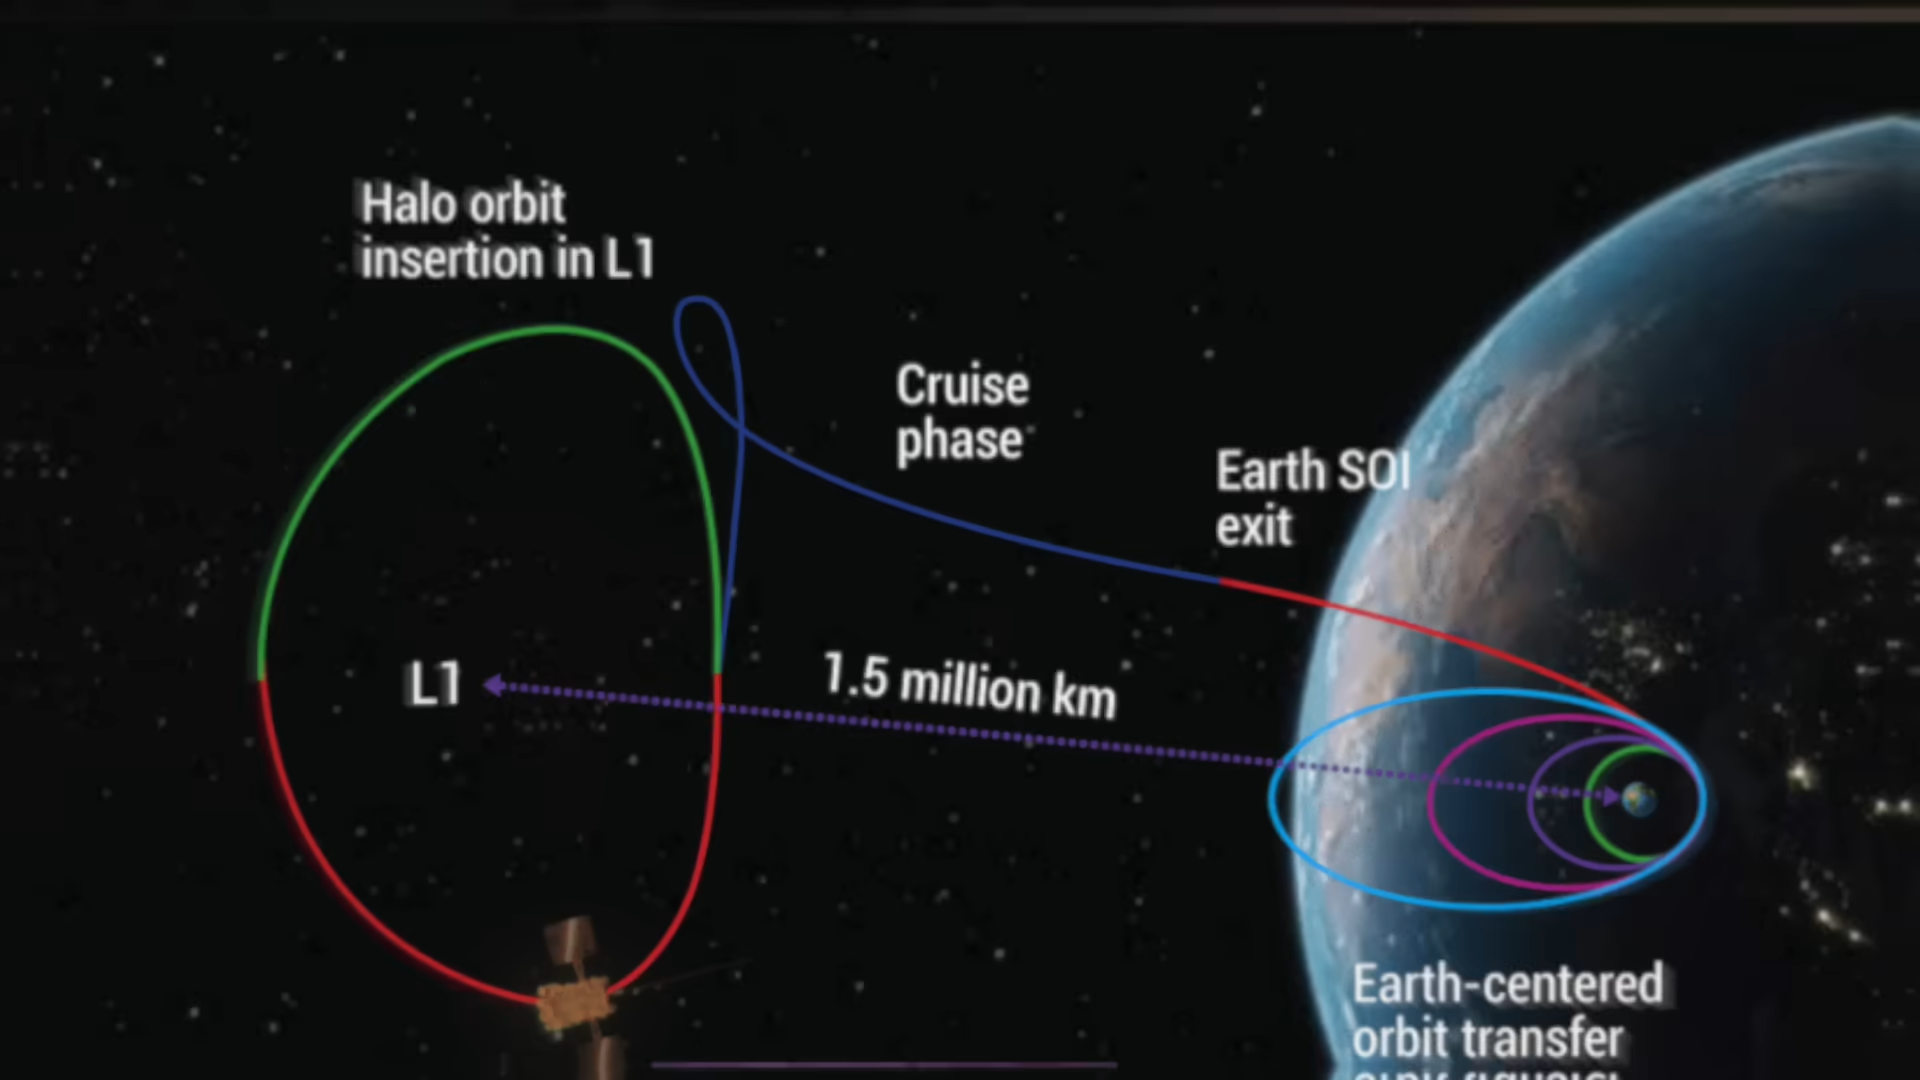 Halo orbit
insertion in L1
Cruise
phase
Earth SOI
exit
L1
1.5 million km
Earth-centered
orbit transfer